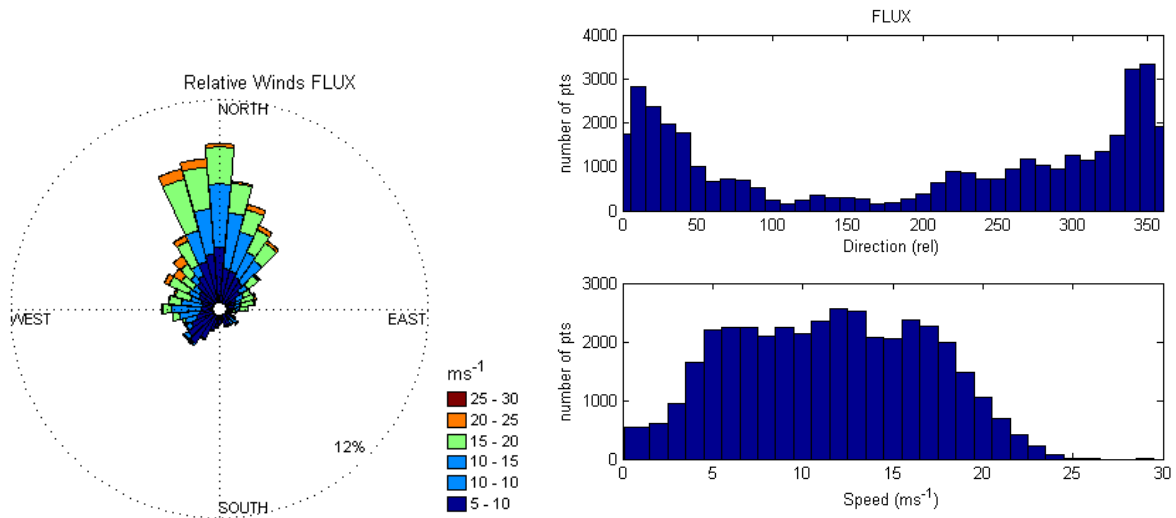 Relative Winds FLUX
NORTH
WEST
EAST
SOUTH
12%
ms⁻¹
25 - 30
20 - 25
15 - 20
10 - 15
10 - 10
5 - 10
FLUX
number of pts
4000
3000
2000
1000
0
0 50 100 150 200 250 300 350
Direction (rel)
number of pts
3000
2000
1000
0
0 5 10 15 20 25 30
Speed (ms⁻¹)